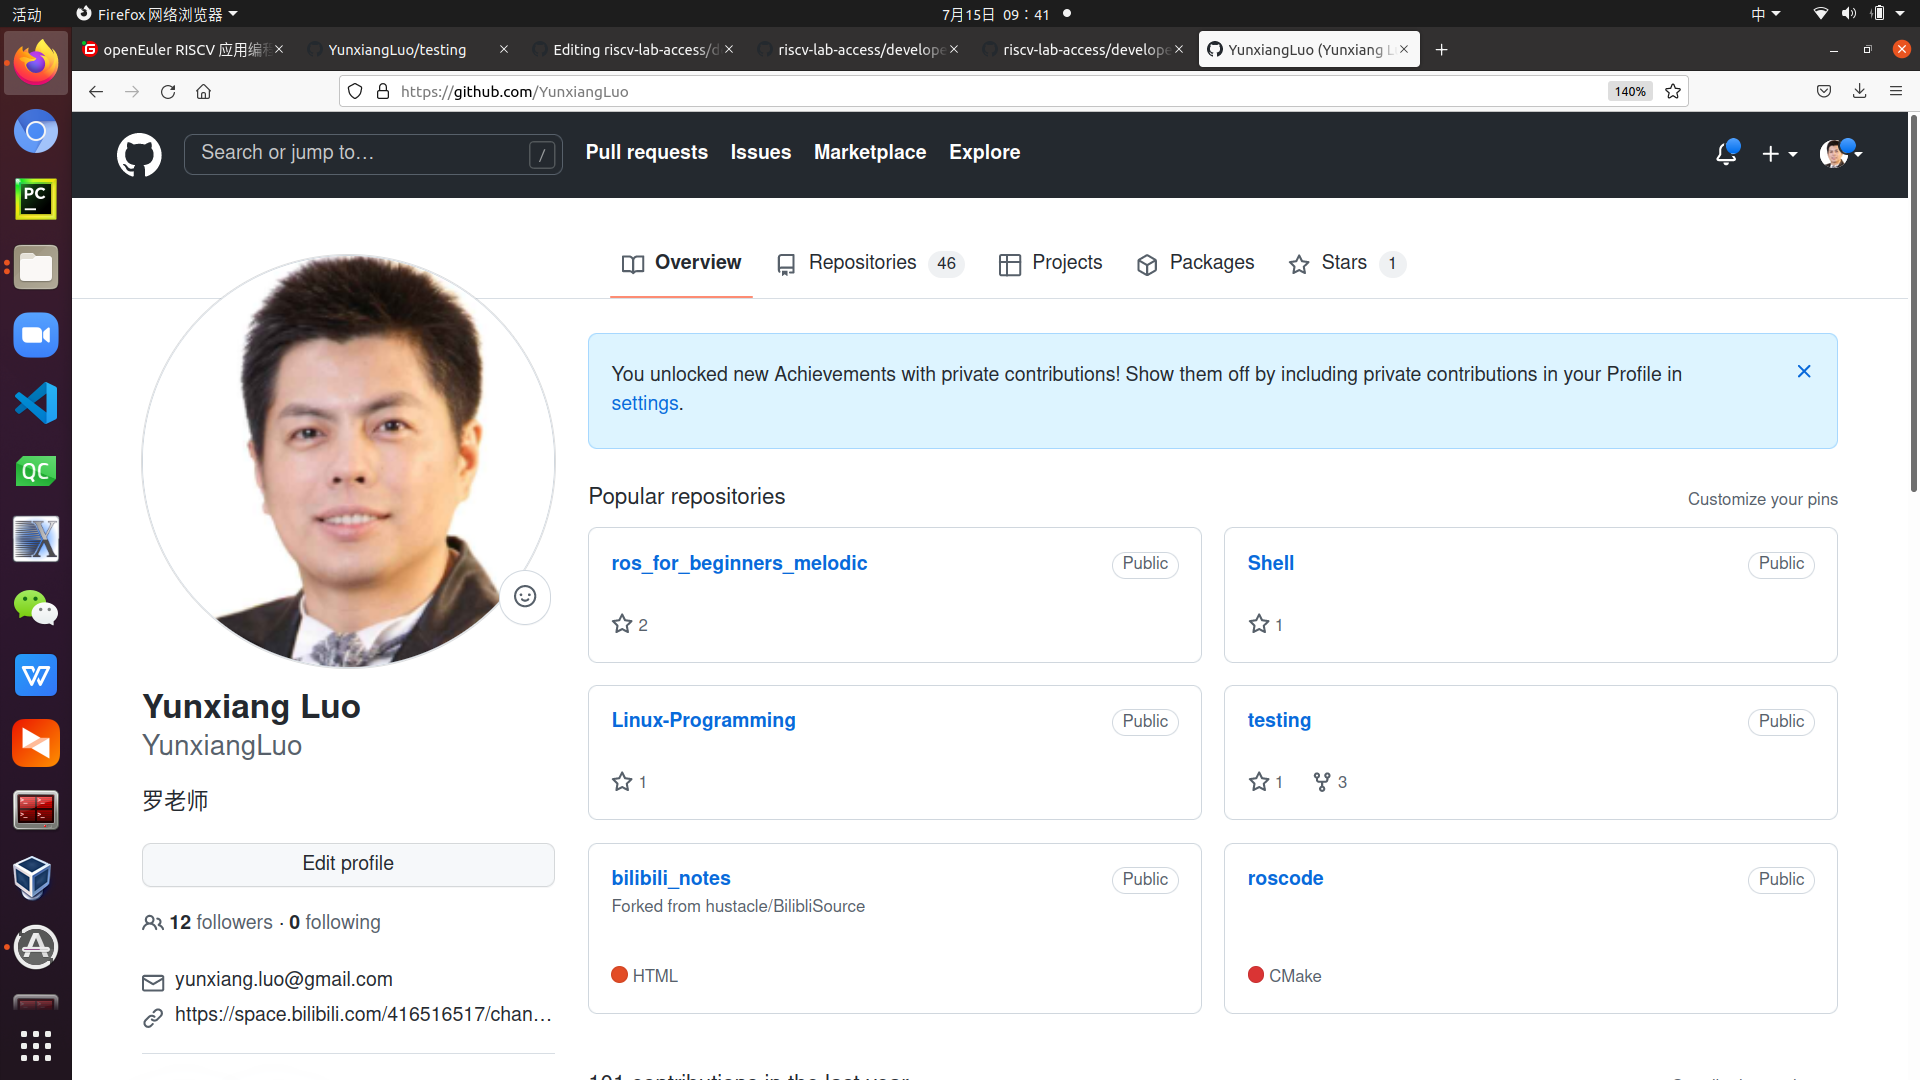 活动
Firefox 网络浏览器
7月15日 09：41
中
openEuler RISCV 应用编程
YunxiangLuo/testing
Editing riscv-lab-access/d
riscv-lab-access/develope
riscv-lab-access/develope
YunxiangLuo (Yunxiang L
https://github.com/YunxiangLuo
140%
Search or jump to…
/
Pull requests
Issues
Marketplace
Explore
Overview
Repositories 46
Projects
Packages
Stars 1
You unlocked new Achievements with private contributions! Show them off by including private contributions in your Profile in
settings.
Popular repositories
Customize your pins
ros_for_beginners_melodic
Public
2
Shell
Public
1
Linux-Programming
Public
1
testing
Public
1
3
bilibili_notes
Public
Forked from hustacle/BilibliSource
HTML
roscode
Public
CMake
Yunxiang Luo
YunxiangLuo
罗老师
Edit profile
12 followers · 0 following
yunxiang.luo@gmail.com
https://space.bilibili.com/416516517/chan…
PC
QC
X
W
A